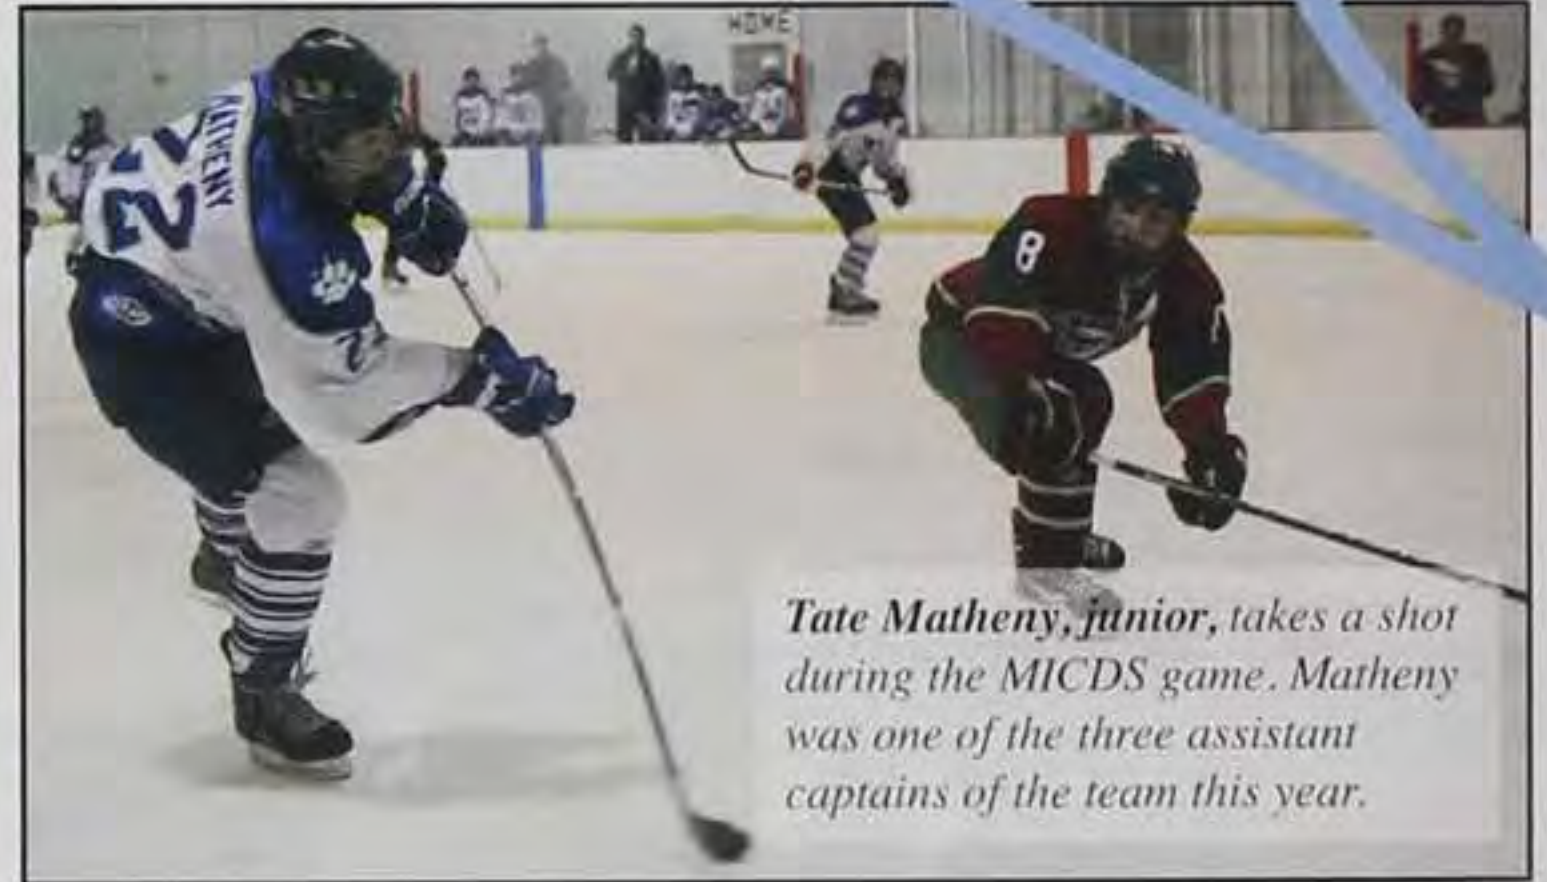 HOME
MATHENY
22
22
8
Tate Matheny, junior, takes a shot
during the MICDS game. Matheny
was one of the three assistant
captains of the team this year.